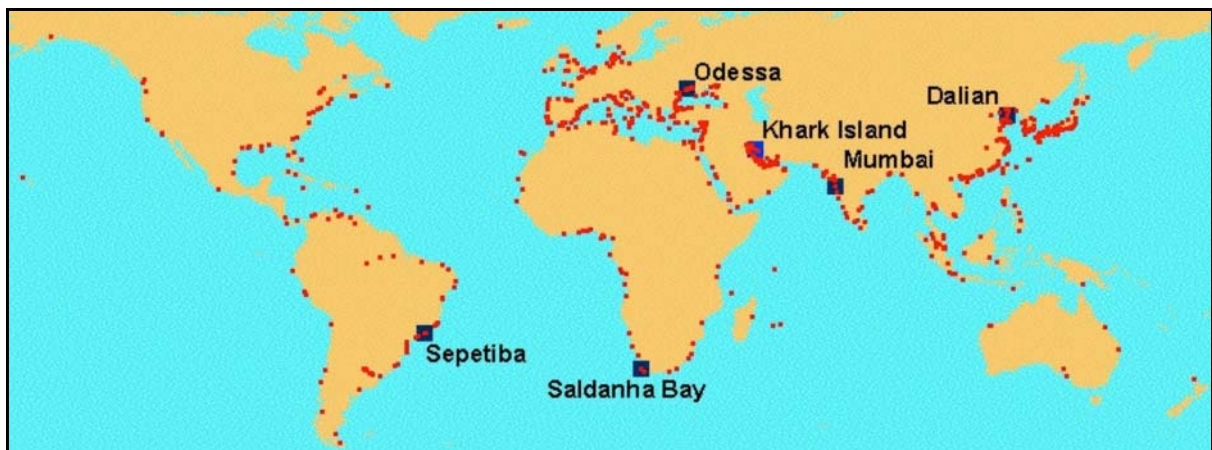 Odessa
Dalian
Khark Island
Mumbai
Sepetiba
Saldanha Bay